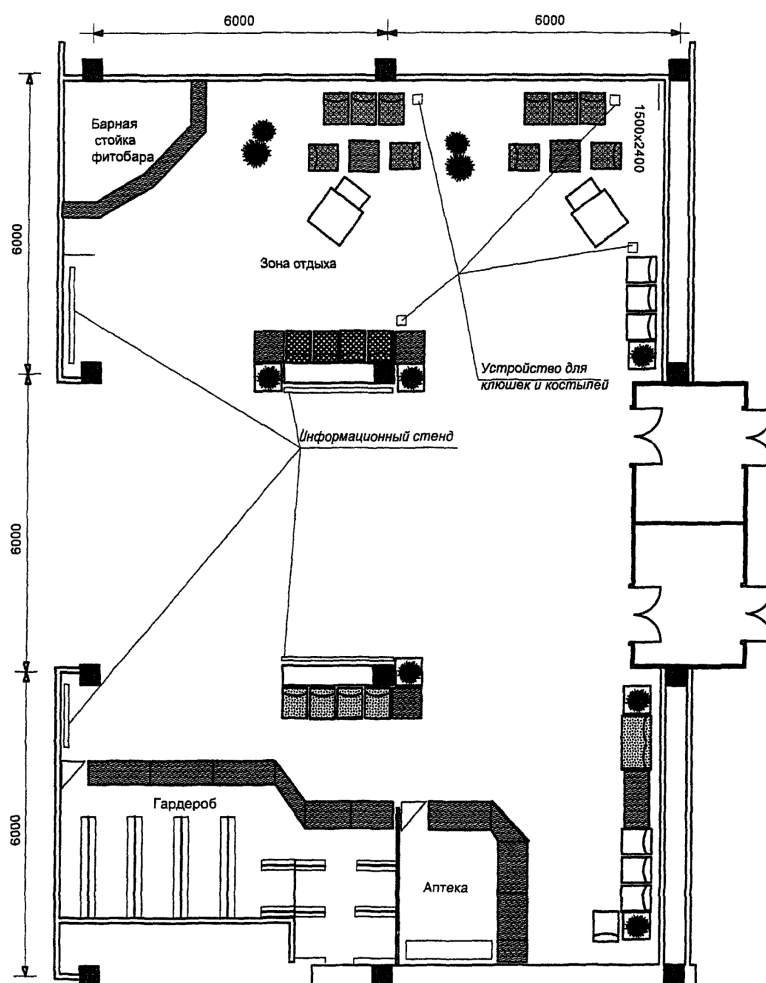 6000
6000
Барная
стойка
фитобара
1500x2400
6000
Зона отдыха
Устройство для
клюшек и костылей
Информационный стенд
6000
6000
Гардероб
Аптека